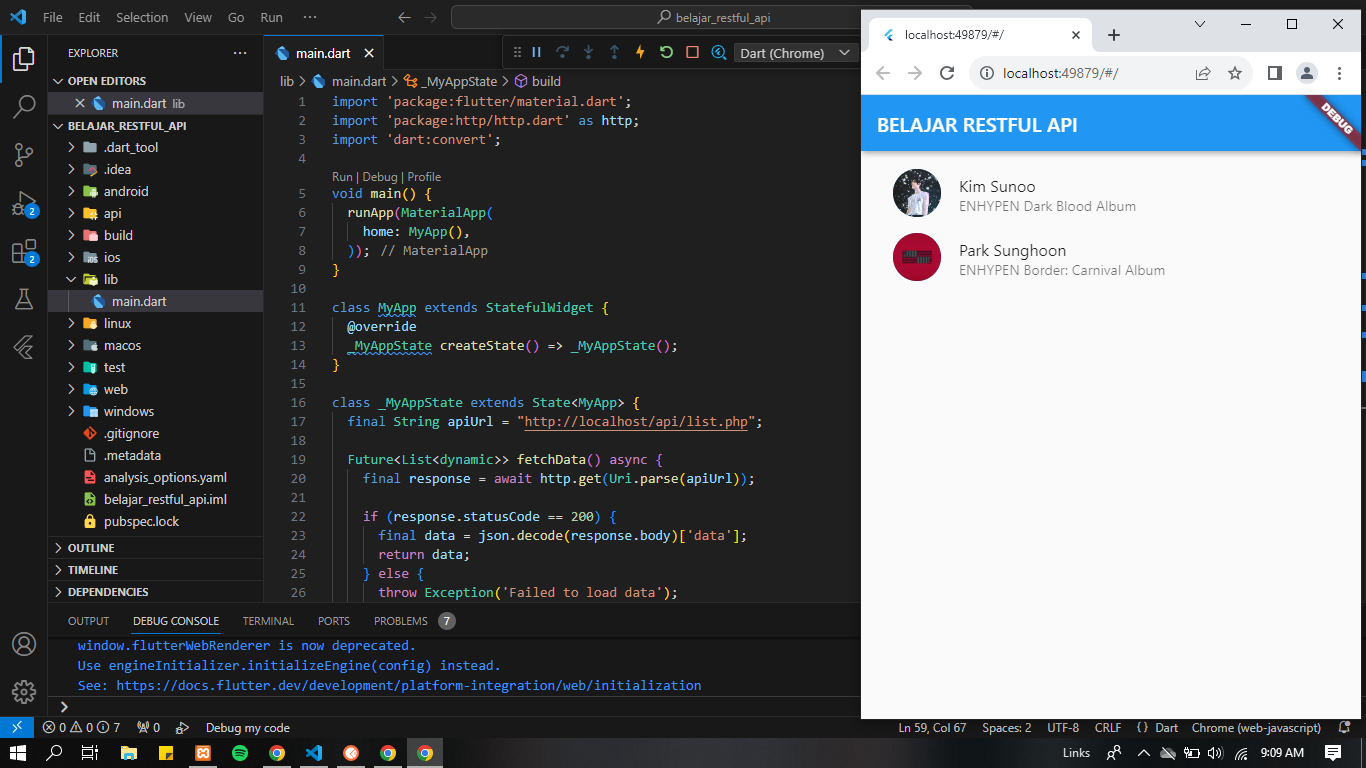 File Edit Selection View Go Run ···
belajar_restful_api
EXPLORER
OPEN EDITORS
main.dart lib
BELAJAR_RESTFUL_API
.dart_tool
.idea
android
api
build
ios
lib
main.dart
linux
macos
test
web
windows
.gitignore
.metadata
analysis_options.yaml
belajar_restful_api.iml
pubspec.lock
OUTLINE
TIMELINE
DEPENDENCIES
2
2
main.dart
Dart (Chrome)
lib > main.dart > _MyAppState > build
1 import 'package:flutter/material.dart';
2 import 'package:http/http.dart' as http;
3 import 'dart:convert';
4
Run | Debug | Profile
5 void main() {
6 runApp(MaterialApp(
7 home: MyApp(),
8 )); // MaterialApp
9 }
10
11 class MyApp extends StatefulWidget {
12 @override
13 _MyAppState createState() => _MyAppState();
14 }
15
16 class _MyAppState extends State<MyApp> {
17 final String apiUrl = "http://localhost/api/list.php";
18
19 Future<List<dynamic>> fetchData() async {
20 final response = await http.get(Uri.parse(apiUrl));
21
22 if (response.statusCode == 200) {
23 final data = json.decode(response.body)['data'];
24 return data;
25 } else {
26 throw Exception('Failed to load data');
OUTPUT DEBUG CONSOLE TERMINAL PORTS PROBLEMS 7
window.flutterWebRenderer is now deprecated.
Use engineInitializer.initializeEngine(config) instead.
See: https://docs.flutter.dev/development/platform-integration/web/initialization
localhost:49879/#/
localhost:49879/#/
BELAJAR RESTFUL API
DEBUG
Kim Sunoo
ENHYPEN Dark Blood Album
Park Sunghoon
ENHYPEN Border: Carnival Album
0 0 7 0 Debug my code
Ln 59, Col 67 Spaces: 2 UTF-8 CRLF { } Dart Chrome (web-javascript)
Links 9:09 AM